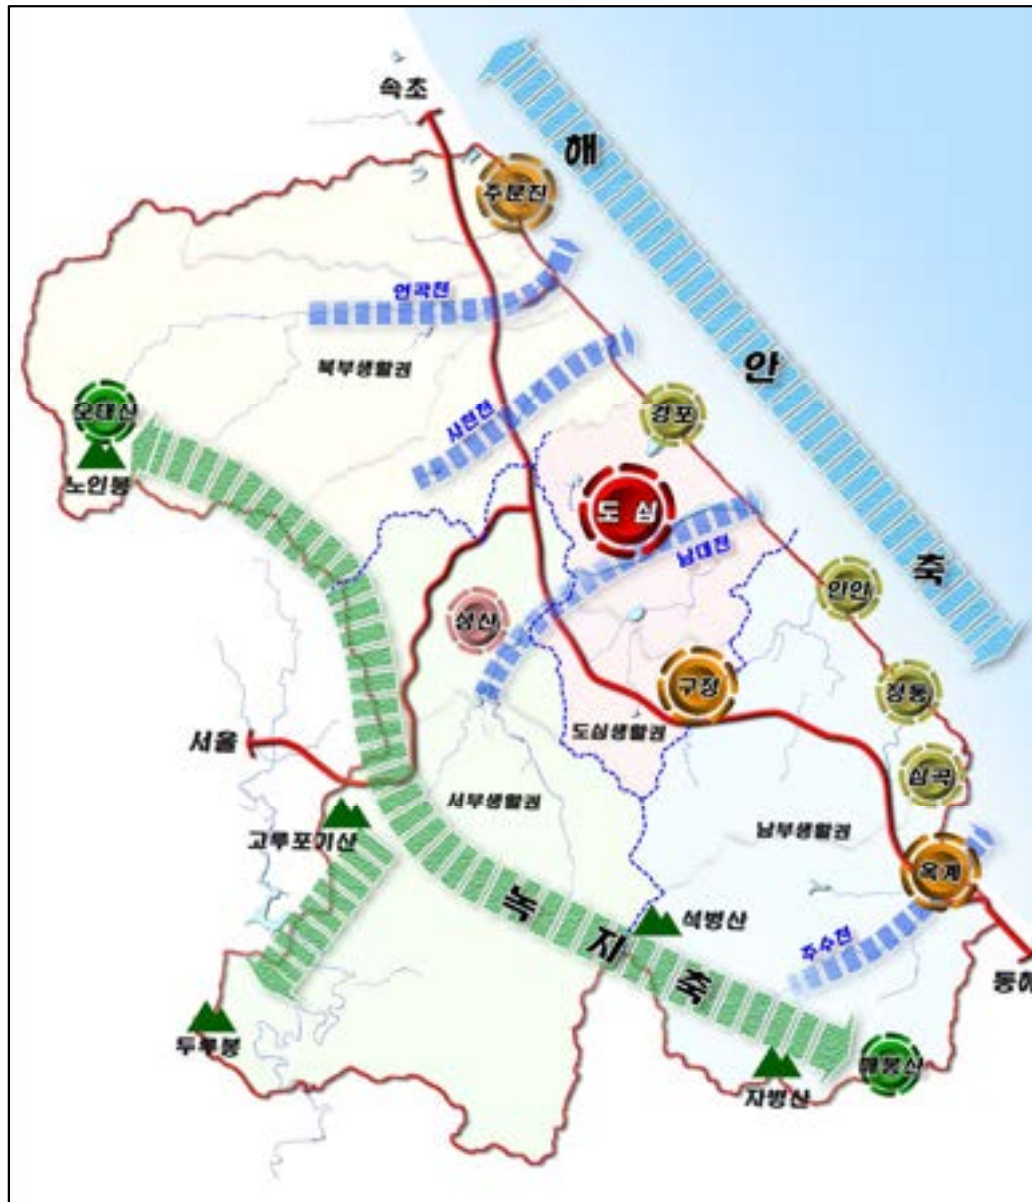 속초
해
주문진
연곡천
북부생활권
안
사천천
경포
오대산
노인봉
도 심
남대천
축
안인
성산
정동
구정
도심생활권
서울
심곡
서부생활권
남부생활권
고루포기산
옥계
녹
석병산
지
주수천
축
동해
두루봉
매봉산
자병산